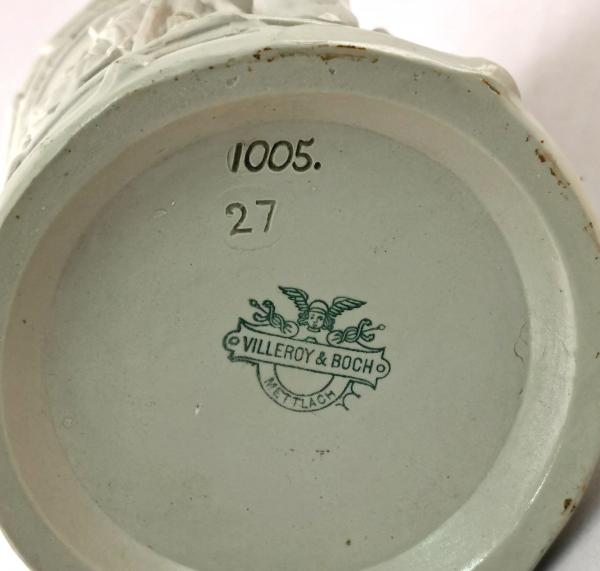 1005.
27
VILLEROY & BOCH
METTLACH